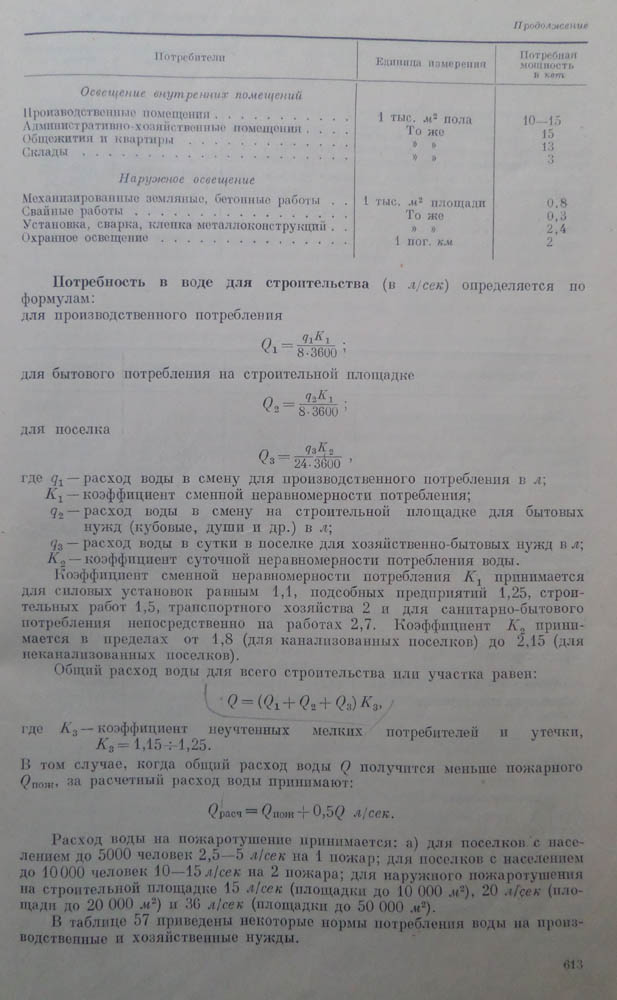 Продолжение
Потребители Единица измерения Потребная мощность в квт
Освещение внутренних помещений
Производственные помещения . . . . . . . . . . . 1 тыс. м² пола 10—15
Административно-хозяйственные помещения . . . . То же 15
Общежития и квартиры . . . . . . . . . . . . . » » 13
Склады . . . . . . . . . . . . . . . . . . . . » » 3
Наружное освещение
Механизированные земляные, бетонные работы . . 1 тыс. м² площади 0,8
Свайные работы . . . . . . . . . . . . . . . . То же 0,3
Установка, сварка, клепка металлоконструкций . . » » 2,4
Охранное освещение . . . . . . . . . . . . . . 1 пог. км 2
Потребность в воде для строительства (в л/сек) определяется по
формулам:
для производственного потребления
Q₁ = q₁K₁ / 8·3600 ;
для бытового потребления на строительной площадке
Q₂ = q₂K₁ / 8·3600 ;
для поселка
Q₃ = q₃K₂ / 24·3600 ,
где q₁ — расход воды в смену для производственного потребления в л;
K₁ — коэффициент сменной неравномерности потребления;
q₂ — расход воды в смену на строительной площадке для бытовых
нужд (кубовые, души и др.) в л;
q₃ — расход воды в сутки в поселке для хозяйственно-бытовых нужд в л;
K₂ — коэффициент суточной неравномерности потребления воды.
Коэффициент сменной неравномерности потребления K₁ принимается
для силовых установок равным 1,1, подсобных предприятий 1,25, строи-
тельных работ 1,5, транспортного хозяйства 2 и для санитарно-бытового
потребления непосредственно на работах 2,7. Коэффициент K₂ прини-
мается в пределах от 1,8 (для канализованных поселков) до 2,15 (для
неканализованных поселков).
Общий расход воды для всего строительства или участка равен:
Q = (Q₁ + Q₂ + Q₃) K₃,
где K₃ — коэффициент неучтенных мелких потребителей и утечки,
K₃ = 1,15 ÷ 1,25.
В том случае, когда общий расход воды Q получится меньше пожарного
Qпож, за расчетный расход воды принимают:
Qрасч = Qпож + 0,5Q л/сек.
Расход воды на пожаротушение принимается: а) для поселков с насе-
лением до 5000 человек 2,5—5 л/сек на 1 пожар; для поселков с населением
до 10000 человек 10—15 л/сек на 2 пожара; для наружного пожаротушения
на строительной площадке 15 л/сек (площадки до 10 000 м²), 20 л/сек (пло-
щади до 20 000 м²) и 36 л/сек (площадки до 50 000 м²).
В таблице 57 приведены некоторые нормы потребления воды на произ-
водственные и хозяйственные нужды.
613